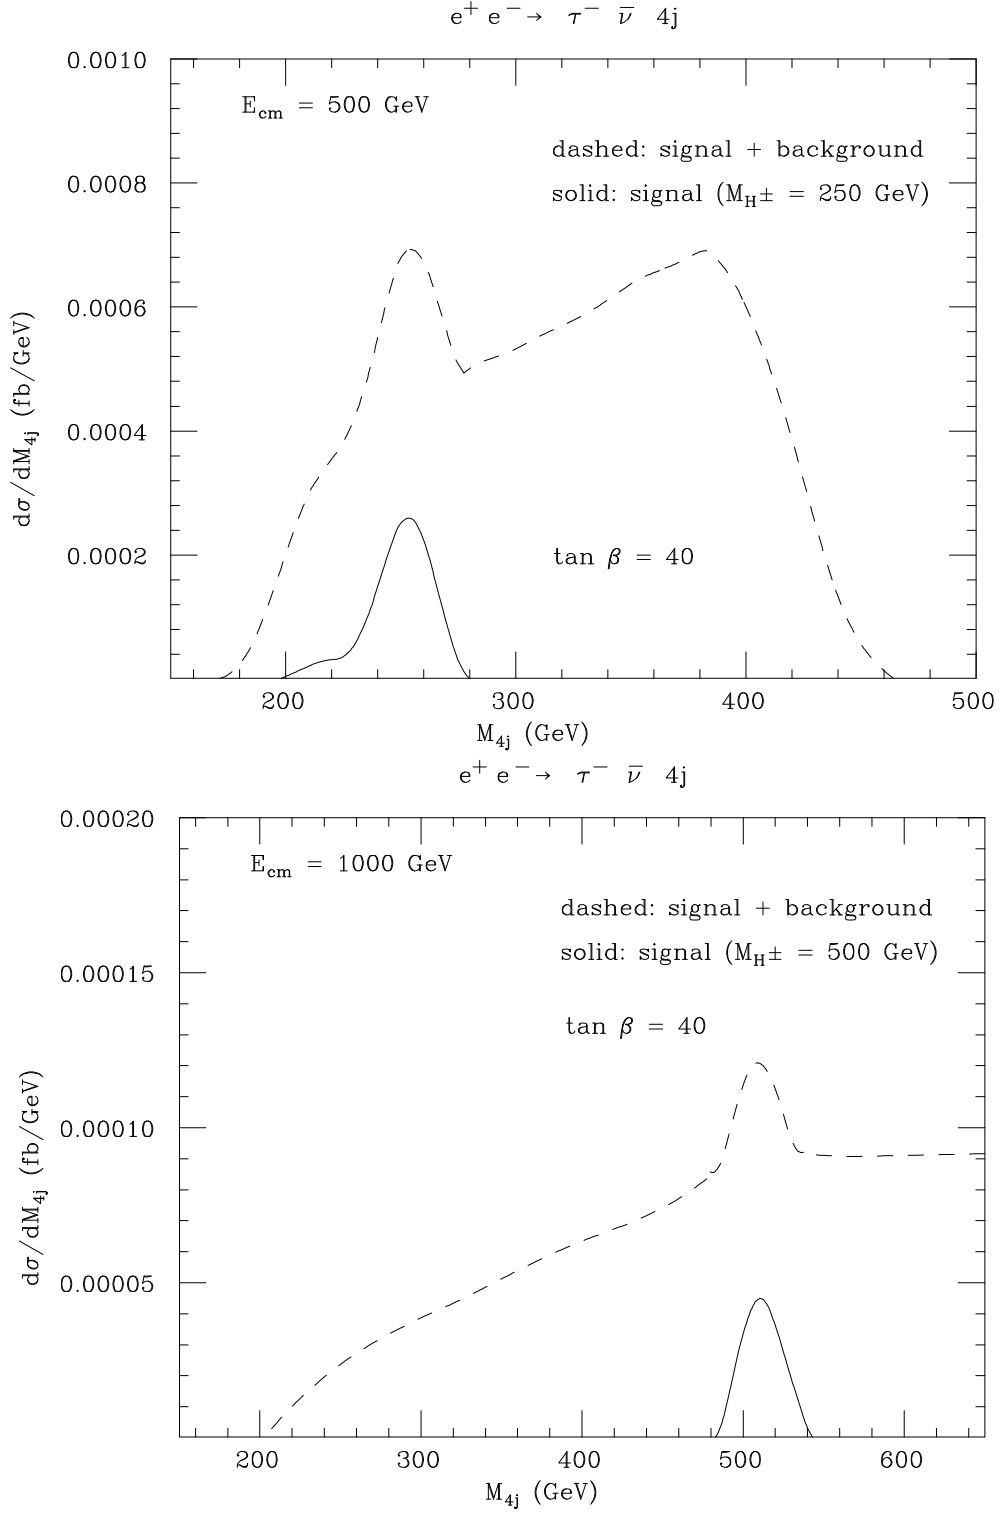 e⁺ e⁻ → τ⁻ ν̄ 4j
0.0010
E_cm = 500 GeV
dashed: signal + background
0.0008
solid: signal (M_H± = 250 GeV)
0.0006
dσ/dM_4j (fb/GeV)
0.0004
0.0002
tan β = 40
200 300 400 500
M_4j (GeV)
e⁺ e⁻ → τ⁻ ν̄ 4j
0.00020
E_cm = 1000 GeV
dashed: signal + background
solid: signal (M_H± = 500 GeV)
0.00015
tan β = 40
0.00010
dσ/dM_4j (fb/GeV)
0.00005
200 300 400 500 600
M_4j (GeV)